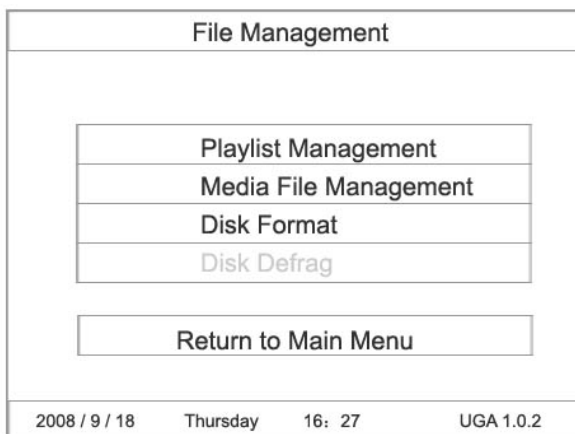 File Management
Playlist Management
Media File Management
Disk Format
Disk Defrag
Return to Main Menu
2008 / 9 / 18 Thursday 16：27 UGA 1.0.2